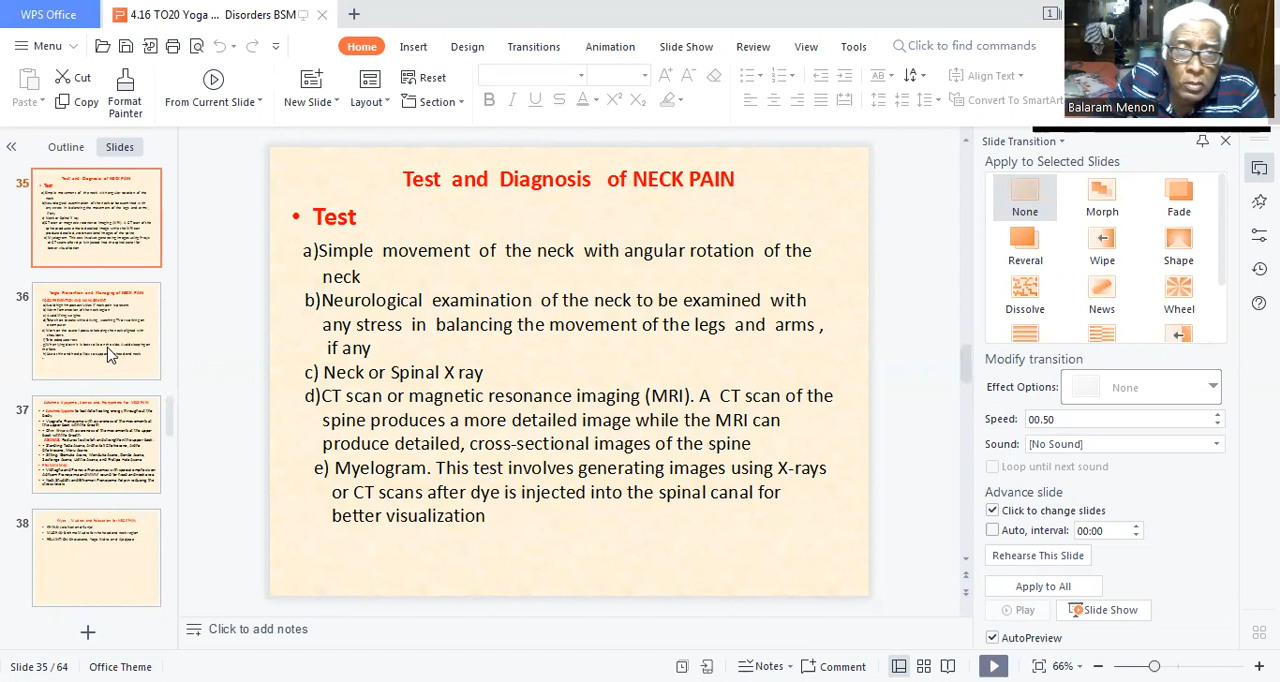 WPS Office
4.16 TO20 Yoga ... Disorders BSM
1
Menu
Home
Insert
Design
Transitions
Animation
Slide Show
Review
View
Tools
Click to find commands
Paste
Cut
Copy
Format
Painter
From Current Slide
New Slide
Layout
Reset
Section
Align Text
Convert To SmartArt
Balaram Menon
Outline
Slides
35
36
37
38
Test and Diagnosis of NECK PAIN
• Test
a)Simple movement of the neck with angular rotation of the
neck
b)Neurological examination of the neck to be examined with
any stress in balancing the movement of the legs and arms ,
if any
c) Neck or Spinal X ray
d)CT scan or magnetic resonance imaging (MRI). A CT scan of the
spine produces a more detailed image while the MRI can
produce detailed, cross-sectional images of the spine
e) Myelogram. This test involves generating images using X-rays
or CT scans after dye is injected into the spinal canal for
better visualization
Slide Transition
Apply to Selected Slides
None
Morph
Fade
Reveral
Wipe
Shape
Dissolve
News
Wheel
Modify transition
Effect Options:
None
Speed:
00.50
Sound:
[No Sound]
Loop until next sound
Advance slide
Click to change slides
Auto, interval:
00:00
Rehearse This Slide
Apply to All
Play
Slide Show
AutoPreview
Click to add notes
Slide 35 / 64
Office Theme
Notes
Comment
66%